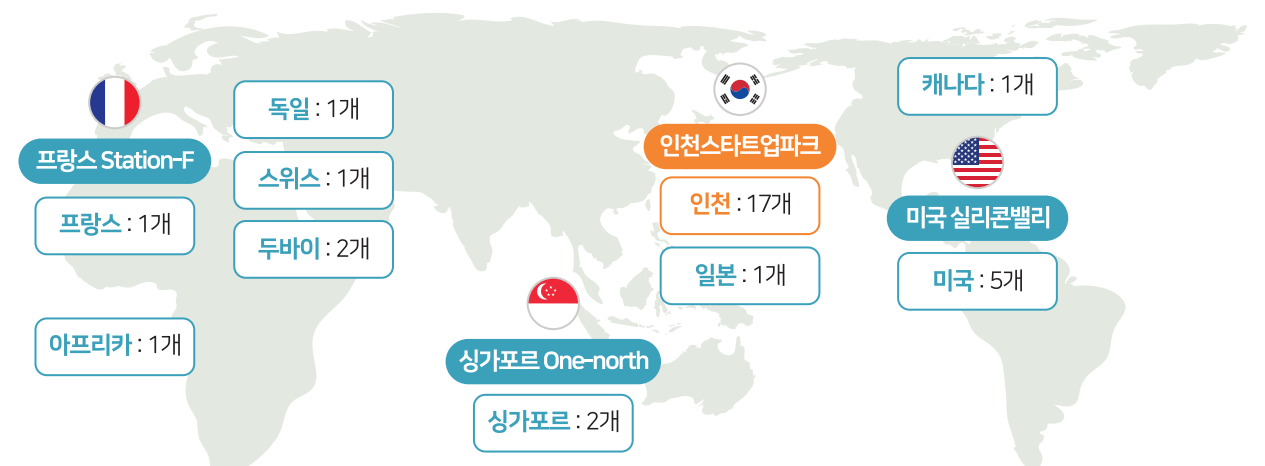 프랑스 Station-F
프랑스 : 1개
아프리카 : 1개
독일 : 1개
스위스 : 1개
두바이 : 2개
싱가포르 One-north
싱가포르 : 2개
인천스타트업파크
인천 : 17개
일본 : 1개
캐나다 : 1개
미국 실리콘밸리
미국 : 5개